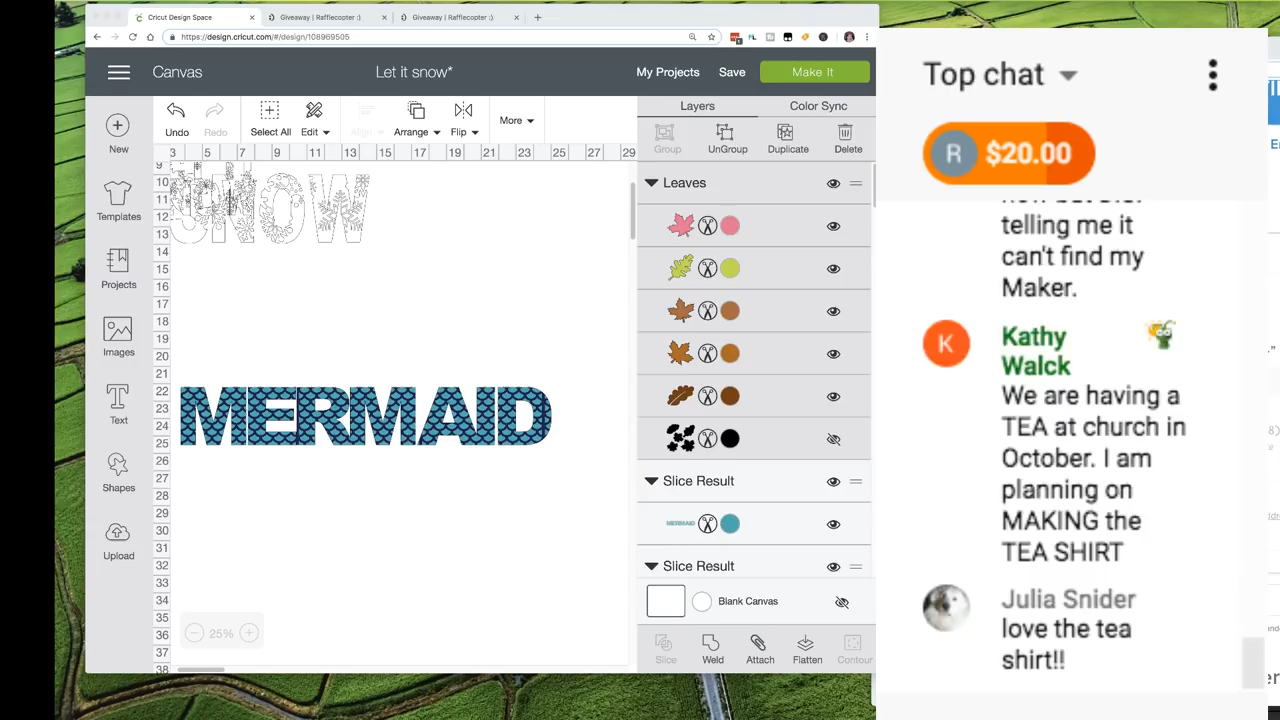 Cricut Design Space
Giveaway | Rafflecopter :)
Giveaway | Rafflecopter :)
https://design.cricut.com/#/design/108969505
Canvas
Let it snow*
My Projects
Save
Make It
Undo
Redo
Select All
Edit
Align
Arrange
Flip
More
Layers
Color Sync
Group
UnGroup
Duplicate
Delete
3 5 7 9 11 13 15 17 19 21 23 25 27 29
9
10
11
12
13
14
15
16
17
18
19
20
21
22
23
24
25
26
27
28
29
30
31
32
33
34
35
36
37
38
New
Templates
Projects
Images
Text
Shapes
Upload
SNOW
MERMAID
25%
Leaves
Slice Result
MERMAID
Slice Result
Blank Canvas
Slice
Weld
Attach
Flatten
Contour
Top chat
R $20.00
telling me it
can't find my
Maker.
K
Kathy
Walck
We are having a
TEA at church in
October. I am
planning on
MAKING the
TEA SHIRT
Julia Snider
love the tea
shirt!!